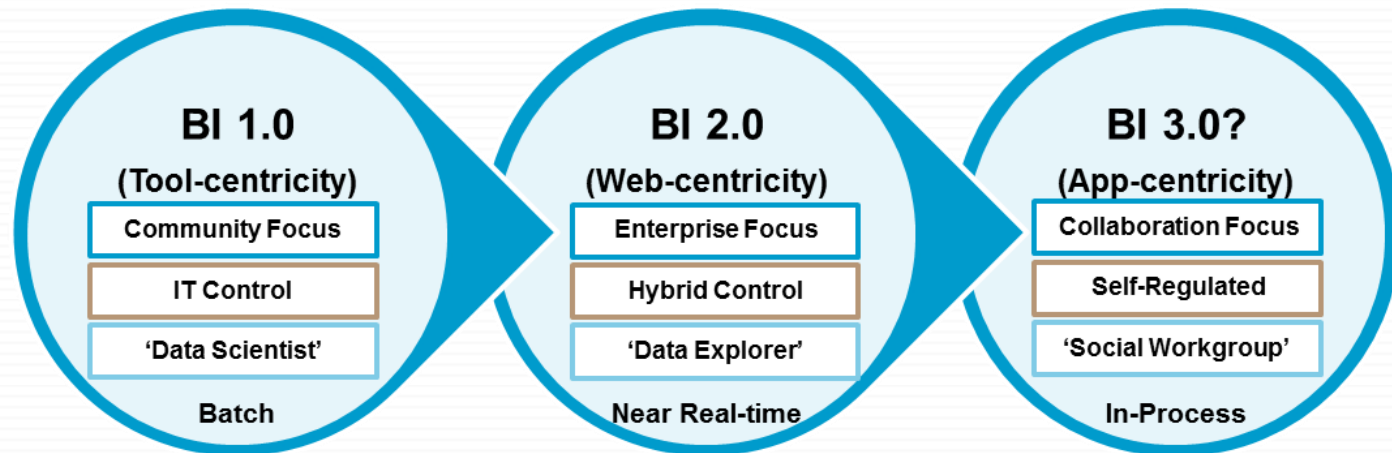 BI 1.0
(Tool-centricity)
Community Focus
IT Control
‘Data Scientist’
Batch
BI 2.0
(Web-centricity)
Enterprise Focus
Hybrid Control
‘Data Explorer’
Near Real-time
BI 3.0?
(App-centricity)
Collaboration Focus
Self-Regulated
‘Social Workgroup’
In-Process